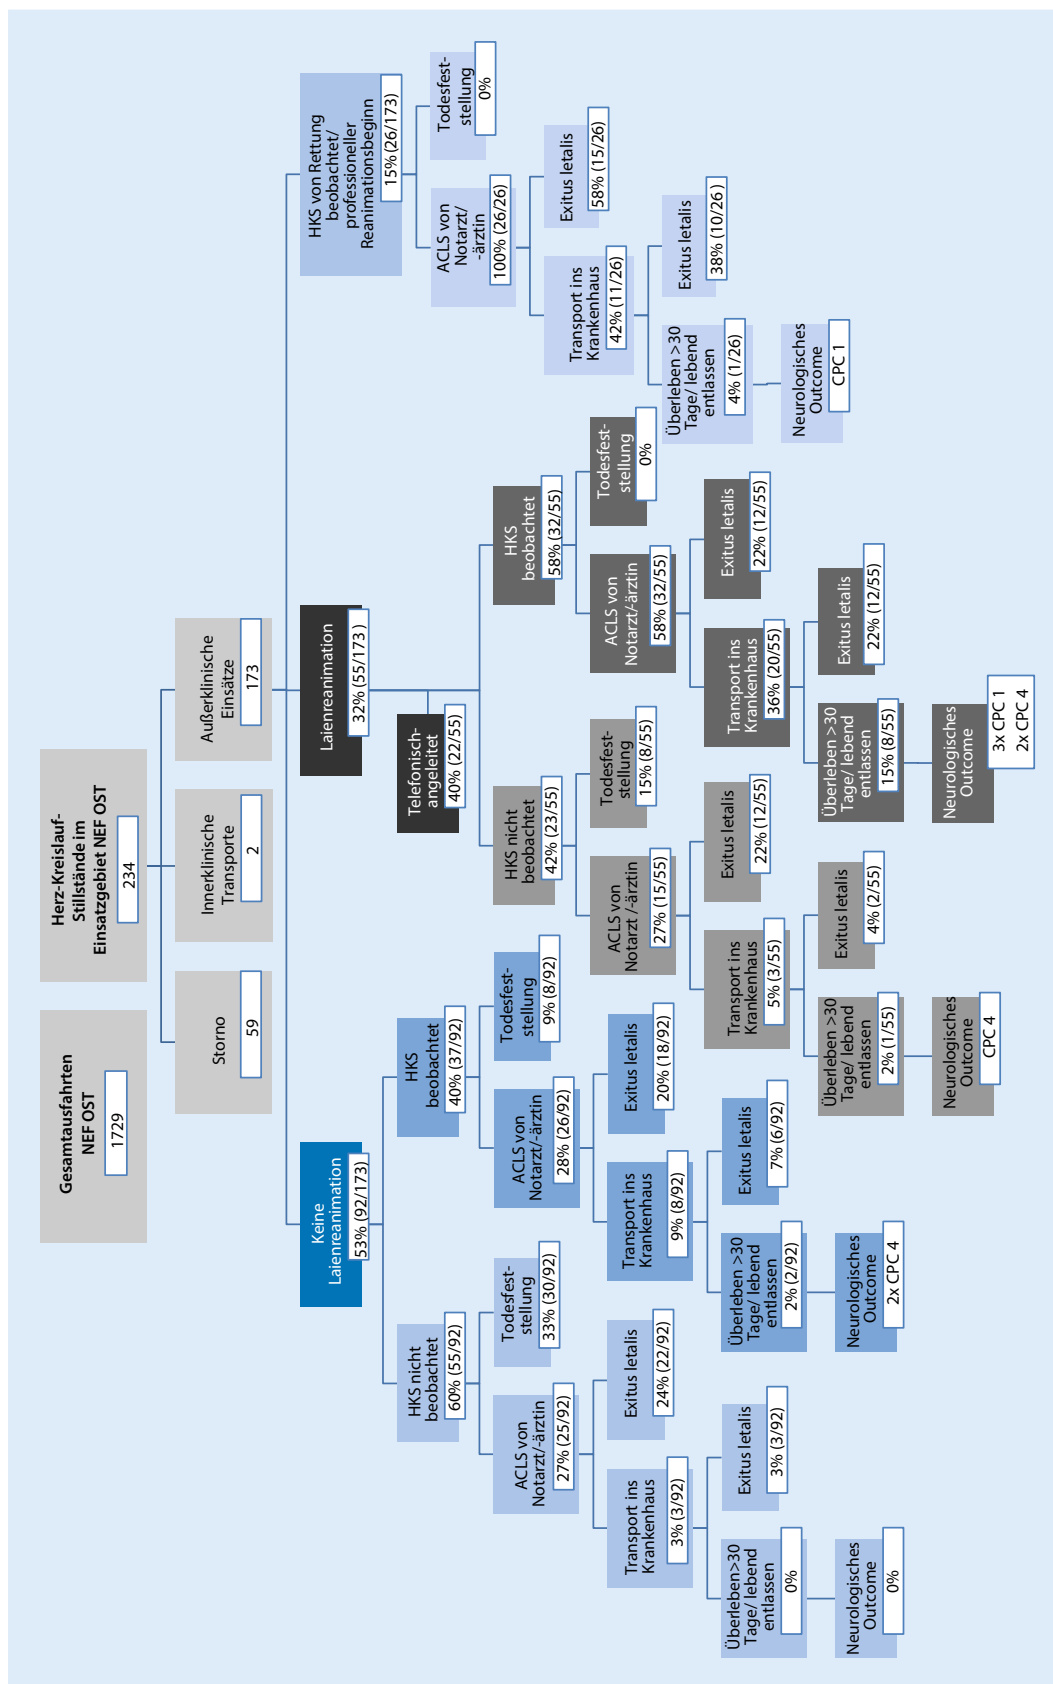 Gesamtausfahrten
NEF OST
1729
Herz-Kreislauf-
Stillstände im
Einsatzgebiet NEF OST
234
Storno
59
Innerklinische
Transporte
2
Außerklinische
Einsätze
173
Keine
Laienreanimation
53% (92/173)
Laienreanimation
32% (55/173 )
HKS von Rettung
beobachtet/
professioneller
Reanimationsbeginn
15% (26/173)
HKS nicht
beobachtet
60% (55/92)
HKS
beobachtet
40% (37/92)
Telefonisch-
angeleitet
40% (22/55)
ACLS von
Notarzt/-ärztin
27% (25/92)
Todesfest-
stellung
33% (30/92)
Transport ins
Krankenhaus
3% (3/92)
Exitus letalis
24% (22/92)
Überleben>30
Tage/ lebend
entlassen
0%
Exitus letalis
3% (3/92)
Neurologisches
Outcome
0%
ACLS von
Notarzt/-ärztin
28% (26/92)
Todesfest-
stellung
9% (8/92)
Transport ins
Krankenhaus
9% (8/92)
Exitus letalis
20% (18/92)
Überleben >30
Tage/ lebend
entlassen
2% (2/92)
Exitus letalis
7% (6/92)
Neurologisches
Outcome
2x CPC 4
HKS nicht
beobachtet
42% (23/55)
HKS
beobachtet
58% (32/55)
ACLS von
Notarzt /-ärztin
27% (15/55)
Todesfest-
stellung
15% (8/55)
Transport ins
Krankenhaus
5% (3/55)
Exitus letalis
22% (12/55)
Überleben >30
Tage/ lebend
entlassen
2% (1/55)
Exitus letalis
4% (2/55)
Neurologisches
Outcome
CPC 4
ACLS von
Notarzt/-ärztin
58% (32/55)
Todesfest-
stellung
0%
Transport ins
Krankenhaus
36% (20/55)
Exitus letalis
22% (12/55)
Überleben >30
Tage/ lebend
entlassen
15% (8/55)
Exitus letalis
22% (12/55)
Neurologisches
Outcome
3x CPC 1
2x CPC 4
ACLS von
Notarzt/
-ärztin
100% (26/26)
Todesfest-
stellung
0%
Transport ins
Krankenhaus
42% (11/26)
Exitus letalis
58% (15/26)
Überleben >30
Tage/ lebend
entlassen
4% (1/26)
Exitus letalis
38% (10/26 )
Neurologisches
Outcome
CPC 1